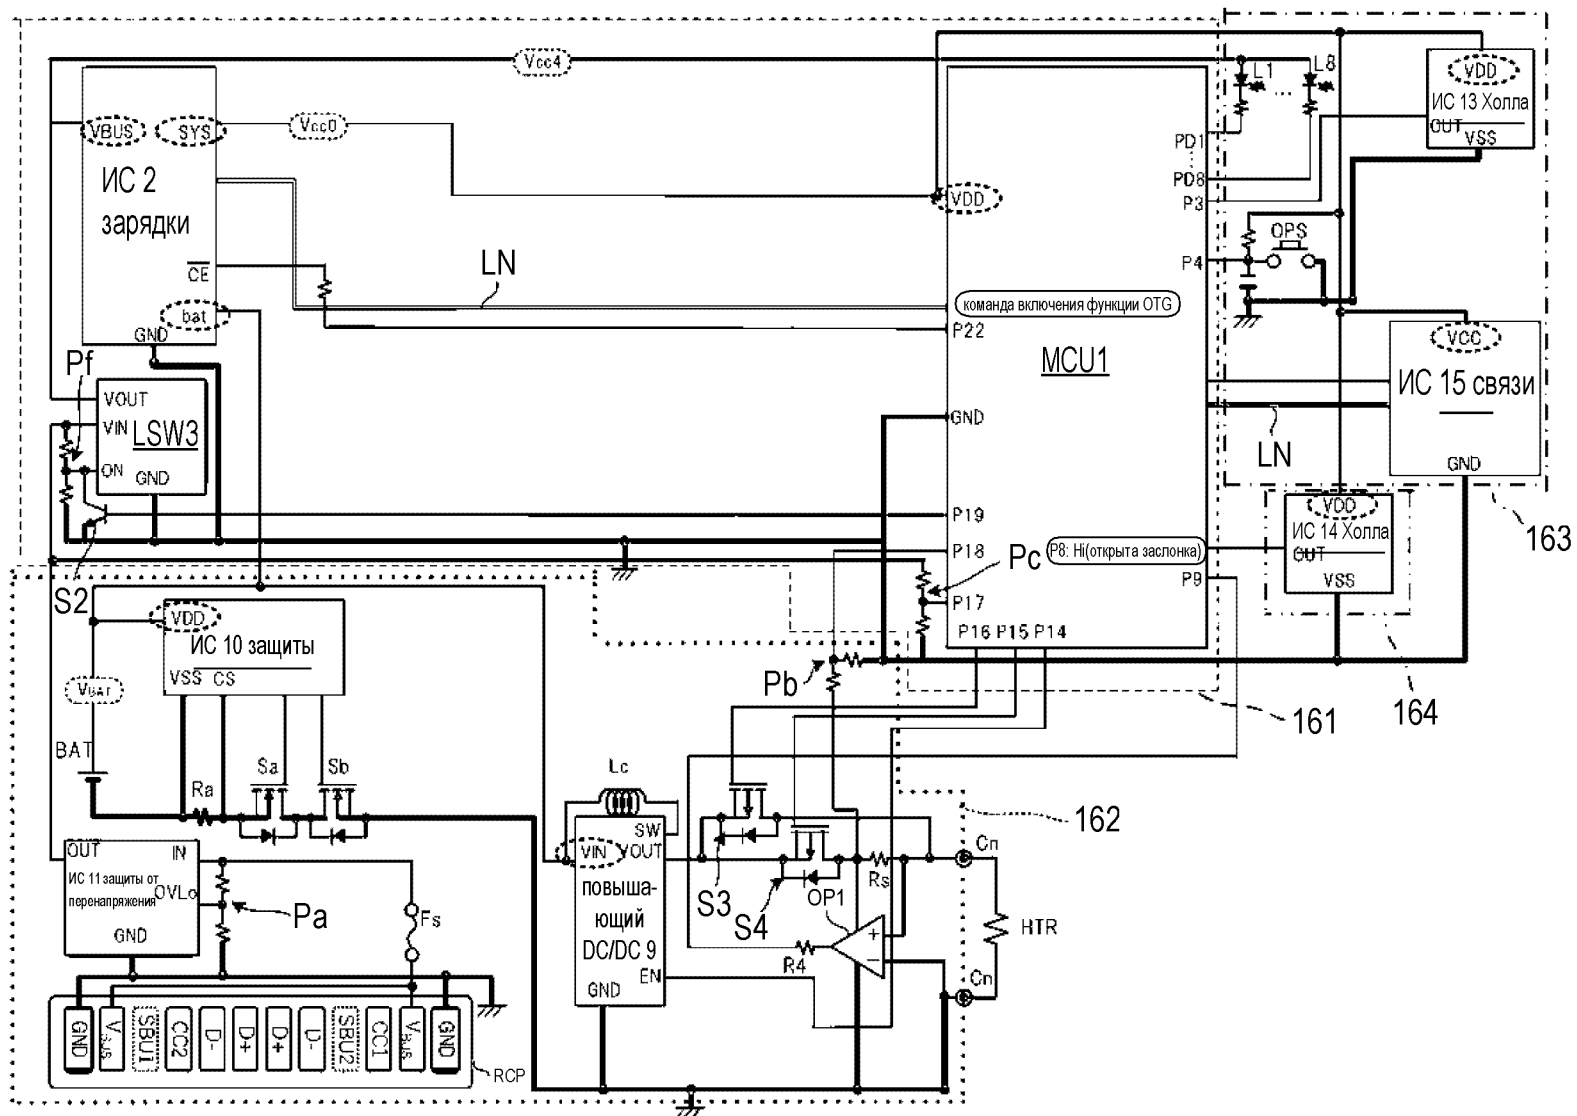 Vcc4
L1
...
L8
VDD
ИС 13 Холла
OUT
VSS
VBUS
SYS
Vcc0
PD1
PD8
P3
VDD
ИС 2
зарядки
OPS
P4
CE
LN
команда включения функции OTG
bat
P22
GND
MCU1
VCC
ИС 15 связи
Pf
VOUT
VIN
LSW3
GND
LN
ON
GND
GND
P19
VDD
ИС 14 Холла
OUT
163
P18
Pc
P8: Hi(открыта заслонка)
VSS
P9
S2
P17
VDD
ИС 10 защиты
P16 P15 P14
VSS CS
Pb
VBAT
161
164
BAT
Sa
Sb
Lc
Ra
162
SW
OUT
IN
VIN
VOUT
Cn
ИС 11 защиты от
перенапряжения
OVLo
повыша-
ющий
DC/DC 9
S3
Rs
S4
OP1
Pa
Fs
+
HTR
GND
−
R4
EN
Cn
GND
GND
VBUS
SBU1
CC2
D-
D+
D+
D-
SBU2
CC1
VBUS
GND
RCP